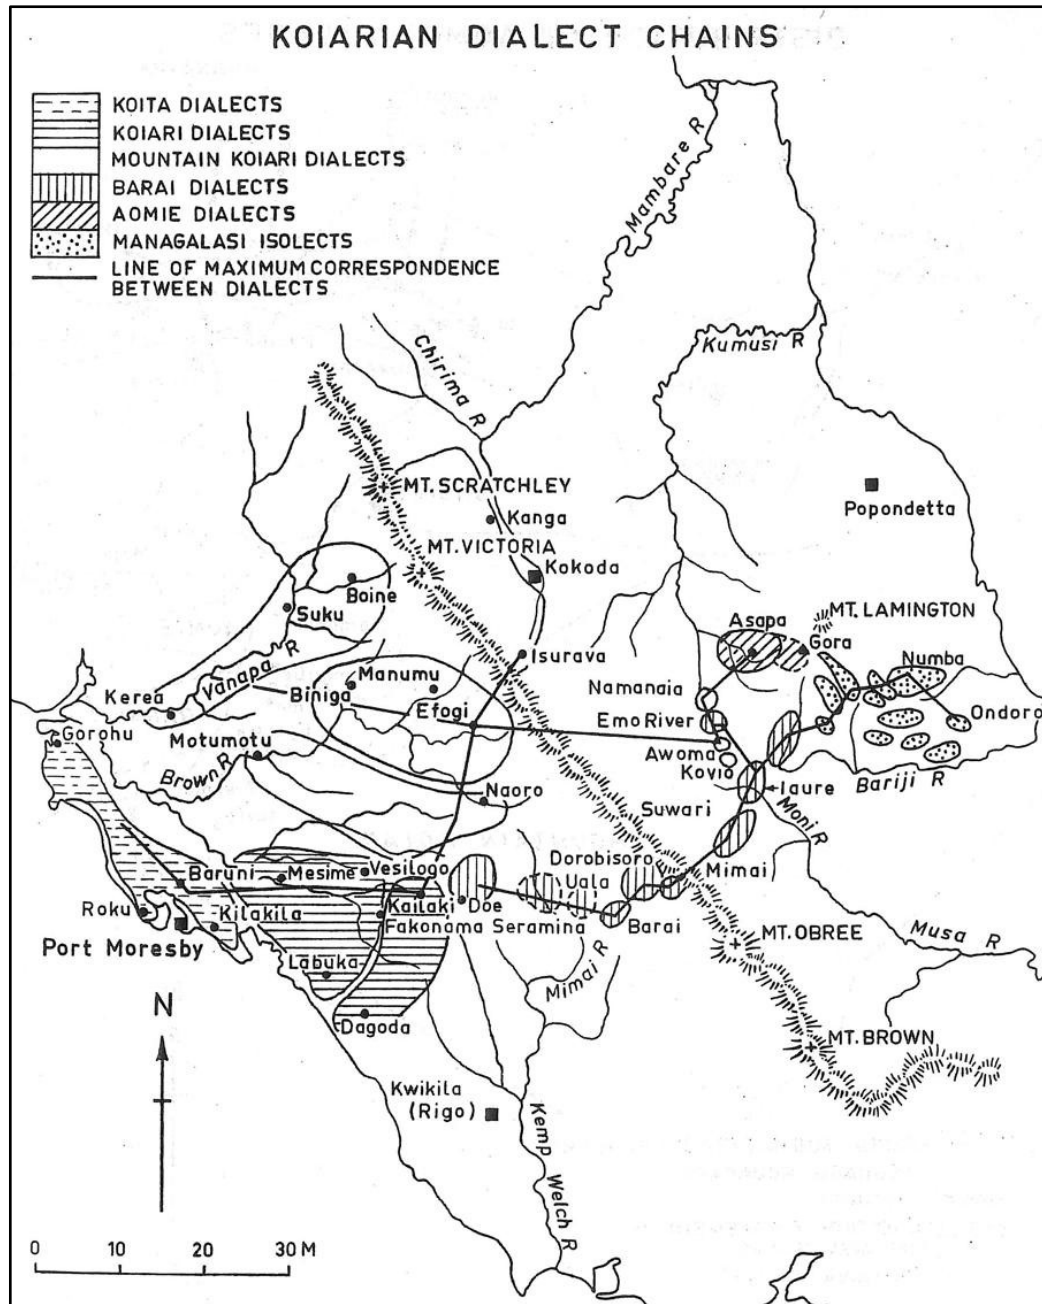 KOIARIAN DIALECT CHAINS
KOITA DIALECTS
KOIARI DIALECTS
MOUNTAIN KOIARI DIALECTS
BARAI DIALECTS
AOMIE DIALECTS
MANAGALASI ISOLECTS
LINE OF MAXIMUM CORRESPONDENCE
BETWEEN DIALECTS
Mambare R
Kumusi R
Chirima R
MT. SCRATCHLEY
Kanga
Popondetta
MT. VICTORIA
Kokoda
Boine
Suku
MT. LAMINGTON
Asapa
Gora
Isurava
Numba
Vanapa R
Manumu
Namanaia
Biniga
Kerea
Efogi
Emo River
Ondoro
Gorohu
Motumotu
Awoma
Kovio
Bariji R
Brown R
Naoro
Iaure
Suwari
Moni R
Dorobisoro
Mimai
Baruni
Mesime
Vesilogo
Uala
Roku
Kilakila
Kailaki
Doe
Fakonama
Seramina
Barai
Port Moresby
MT. OBREE
Musa R
Labuka
Mimai R
N
Dagoda
MT. BROWN
Kwikila
(Rigo)
Kemp Welch R
0 10 20 30 M